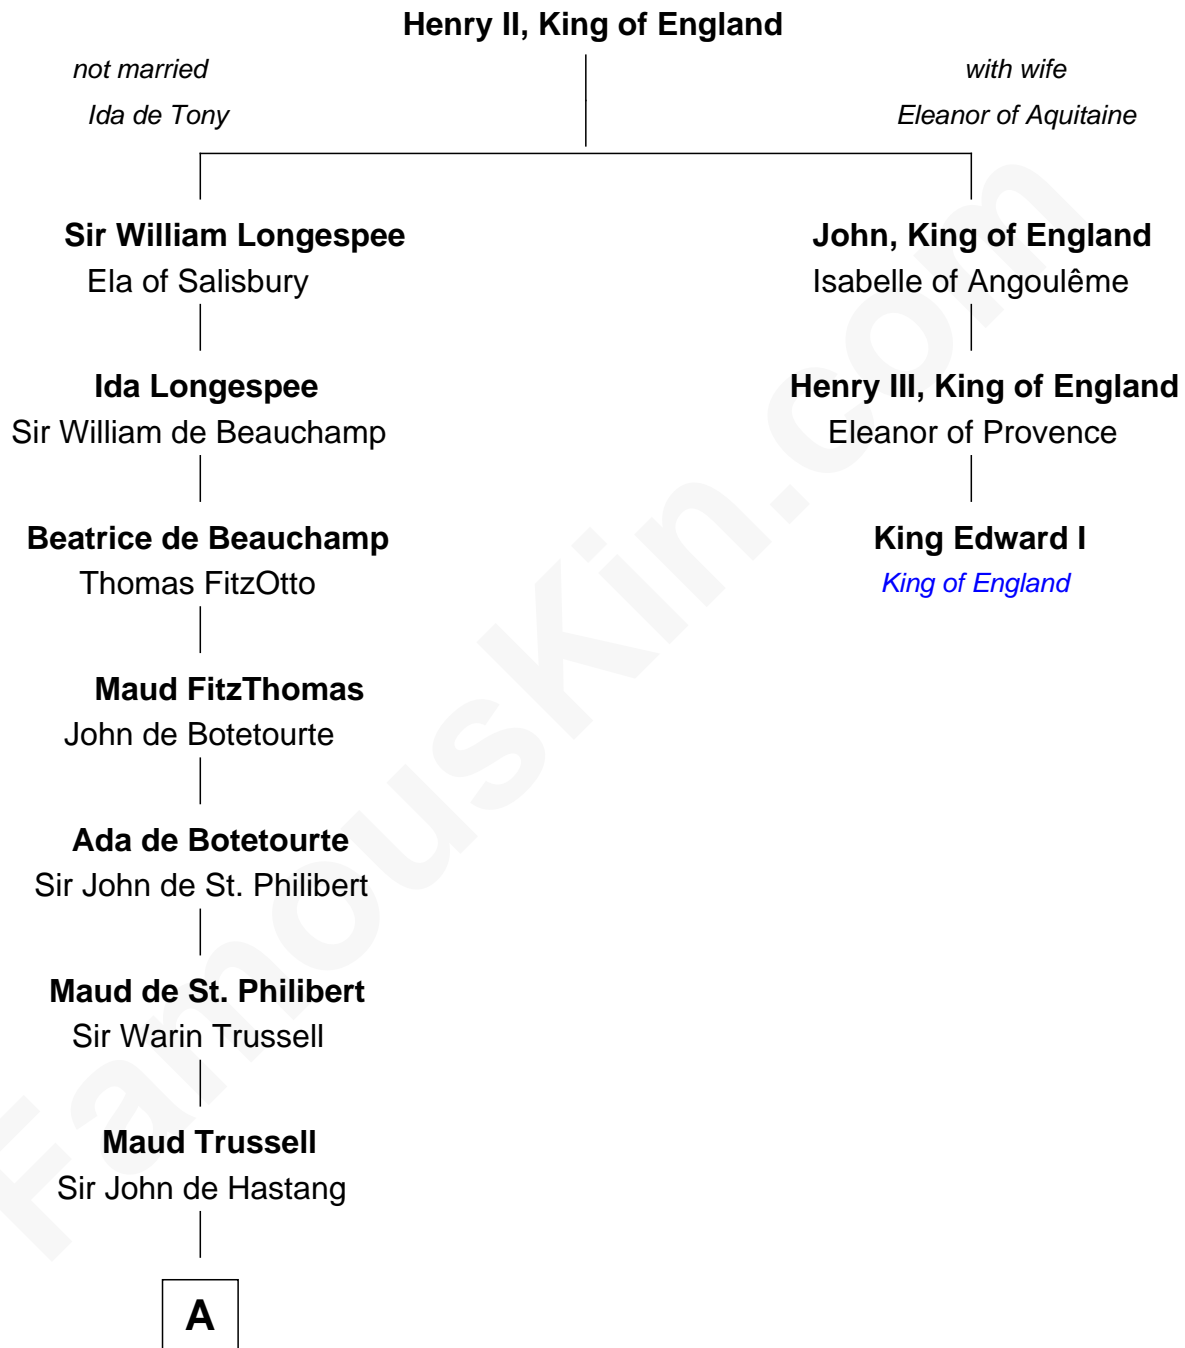 Henry II, King of England
not married
Ida de Tony
with wife
Eleanor of Aquitaine
Sir William Longespee
Ela of Salisbury
John, King of England
Isabelle of Angoulême
Ida Longespee
Sir William de Beauchamp
Henry III, King of England
Eleanor of Provence
Beatrice de Beauchamp
Thomas FitzOtto
King Edward I
King of England
Maud FitzThomas
John de Botetourte
Ada de Botetourte
Sir John de St. Philibert
Maud de St. Philibert
Sir Warin Trussell
Maud Trussell
Sir John de Hastang
A
FamousKin.com